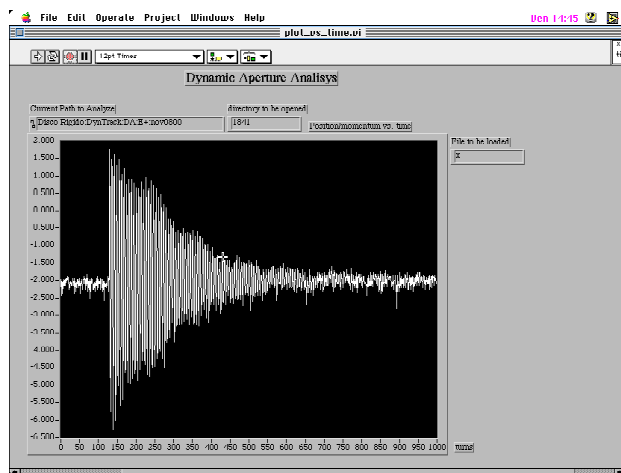 File Edit Operate Project Windows Help
Ven 14:45
plot_vs_time.vi
12pt Times
Dynamic Aperture Analisys
Current Path to Analyze
directory to be opened
Disco Rigido:DynTrack:DA:E+:nov0800
1841
Position/momentum vs. time
File to be loaded
x
2.000
1.500
1.000
0.500
0.000
-0.500
-1.000
-1.500
-2.000
-2.500
-3.000
-3.500
-4.000
-4.500
-5.000
-5.500
-6.000
-6.500
0 50 100 150 200 250 300 350 400 450 500 550 600 650 700 750 800 850 900 950 1000
turns